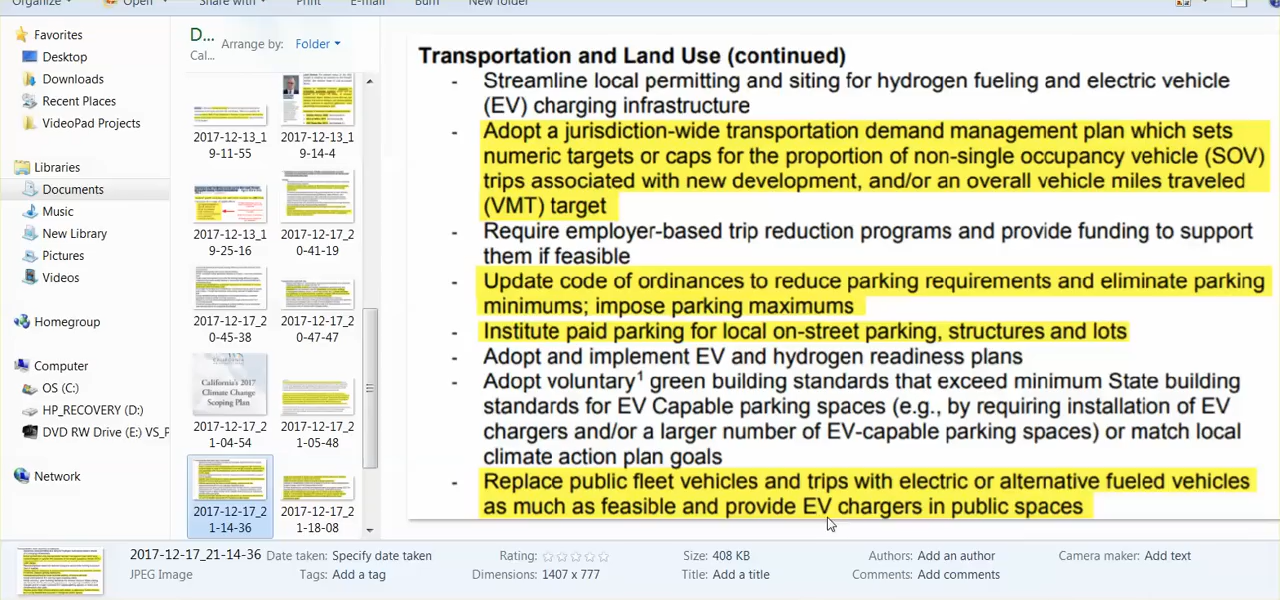 Organize
Open
Share with
Print
E-mail
Burn
New folder
Favorites
Desktop
Downloads
Recent Places
VideoPad Projects
Libraries
Documents
Music
New Library
Pictures
Videos
Homegroup
Computer
OS (C:)
HP_RECOVERY (D:)
DVD RW Drive (E:) VS_P
Network
D...
Cal...
Arrange by: Folder
2017-12-13_1
9-11-55
2017-12-13_1
9-14-4
2017-12-13_1
9-25-16
2017-12-17_2
0-41-19
2017-12-17_2
0-45-38
2017-12-17_2
0-47-47
California's 2017
Climate Change
Scoping Plan
2017-12-17_2
1-04-54
2017-12-17_2
1-05-48
2017-12-17_2
1-14-36
2017-12-17_2
1-18-08
Transportation and Land Use (continued)
- Streamline local permitting and siting for hydrogen fueling and electric vehicle
(EV) charging infrastructure
- Adopt a jurisdiction-wide transportation demand management plan which sets
numeric targets or caps for the proportion of non-single occupancy vehicle (SOV)
trips associated with new development, and/or an overall vehicle miles traveled
(VMT) target
- Require employer-based trip reduction programs and provide funding to support
them if feasible
- Update code of ordinances to reduce parking requirements and eliminate parking
minimums; impose parking maximums
- Institute paid parking for local on-street parking, structures and lots
- Adopt and implement EV and hydrogen readiness plans
- Adopt voluntary¹ green building standards that exceed minimum State building
standards for EV Capable parking spaces (e.g., by requiring installation of EV
chargers and/or a larger number of EV-capable parking spaces) or match local
climate action plan goals
- Replace public fleet vehicles and trips with electric or alternative fueled vehicles
as much as feasible and provide EV chargers in public spaces
2017-12-17_21-14-36 Date taken: Specify date taken Rating: Size: 408 KB Authors: Add an author Camera maker: Add text
JPEG Image Tags: Add a tag Dimensions: 1407 x 777 Title: Add a title Comments: Add comments